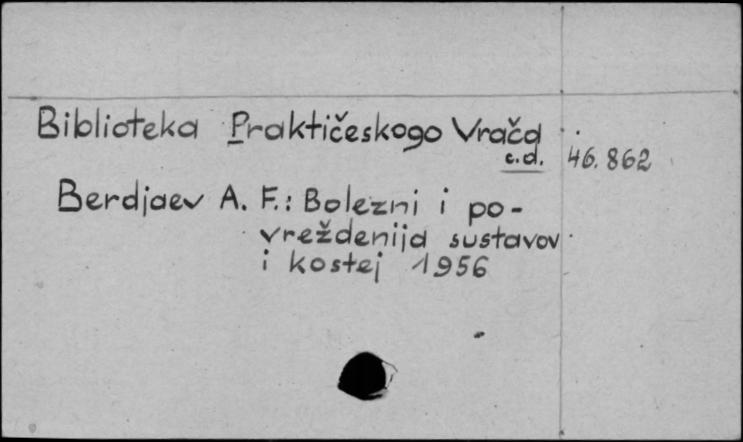 Biblioteka Praktičeskogo Vrača
c.d. 46.862
Berdjaev A. F.: Bolezni i po-
vreždenija sustavov
i kostej 1956